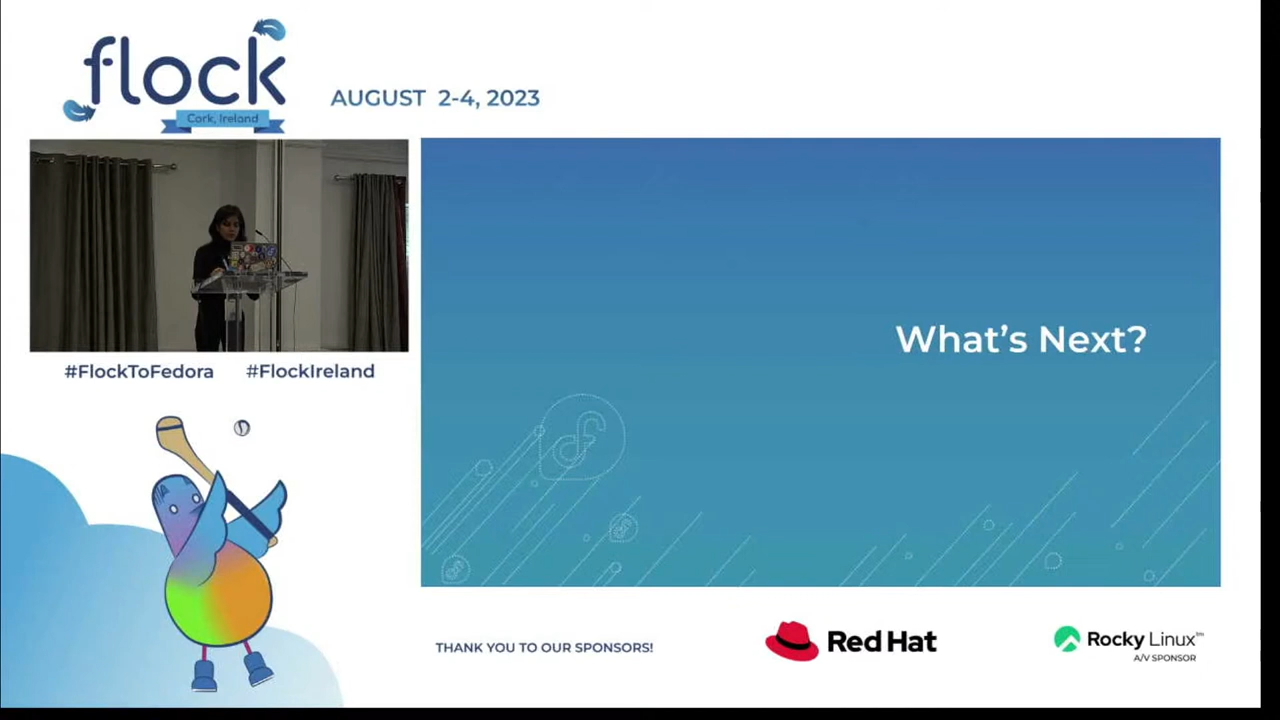 flock
Cork, Ireland
AUGUST 2-4, 2023
What's Next?
#FlockToFedora #FlockIreland
THANK YOU TO OUR SPONSORS!
Red Hat
Rocky Linux™
A/V SPONSOR